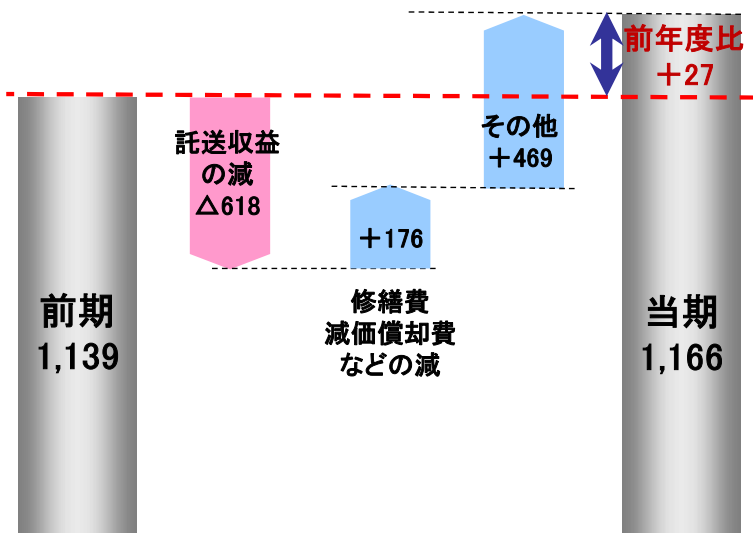 前期
1,139
託送収益
の減
△618
＋176
修繕費
減価償却費
などの減
その他
＋469
前年度比
＋27
当期
1,166